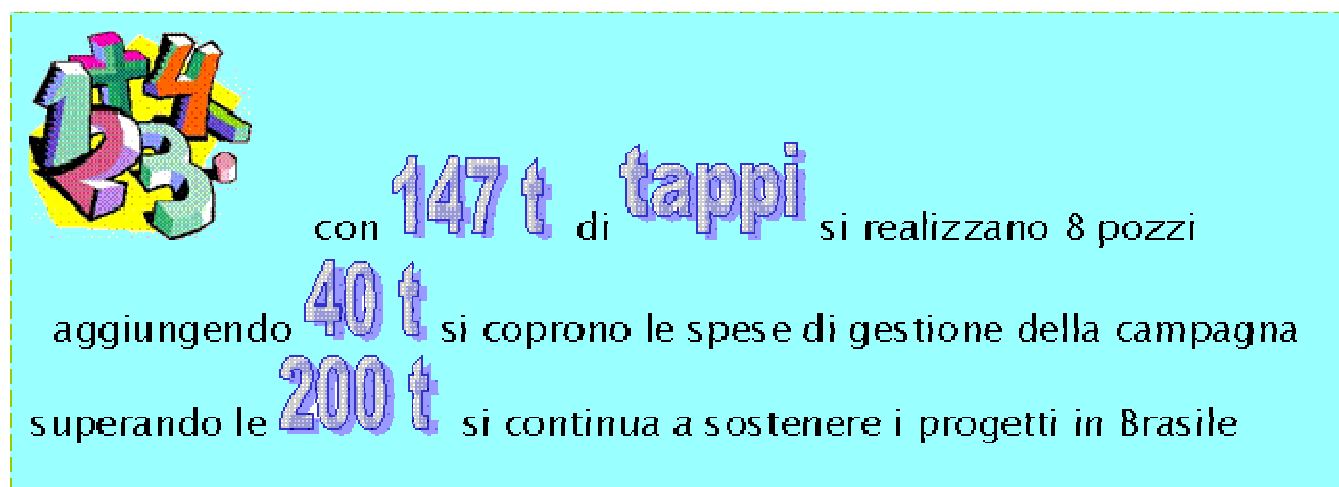 con 147 t di tappi si realizzano 8 pozzi
aggiungendo 40 t si coprono le spese di gestione della campagna
superando le 200 t si continua a sostenere i progetti in Brasile